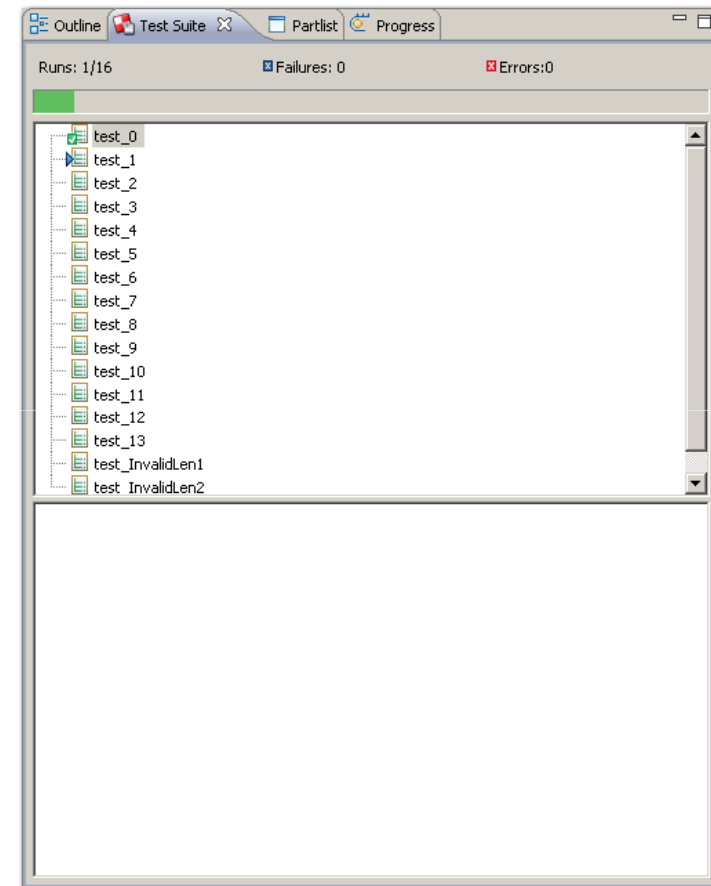 Outline Test Suite Partlist Progress
Runs: 1/16 Failures: 0 Errors:0
test_0
test_1
test_2
test_3
test_4
test_5
test_6
test_7
test_8
test_9
test_10
test_11
test_12
test_13
test_InvalidLen1
test_InvalidLen2